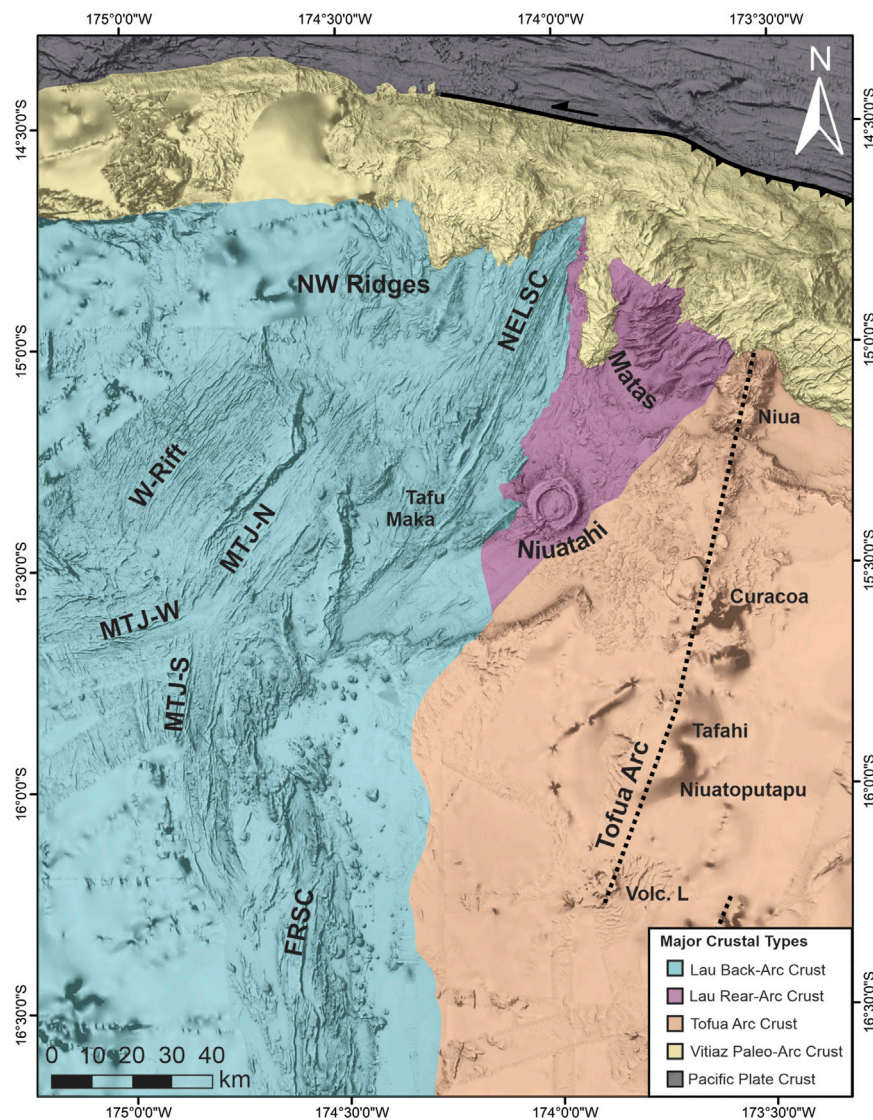 175°0'0"W
174°30'0"W
174°0'0"W
173°30'0"W
N
14°30'0"S
14°30'0"S
NW Ridges
NELSC
15°0'0"S
15°0'0"S
Matas
Niua
W-Rift
Tafu
Maka
MTJ-N
Niuatahi
15°30'0"S
15°30'0"S
Curacoa
MTJ-W
MTJ-S
Tafahi
Tofua Arc
Niuatoputapu
16°0'0"S
16°0'0"S
Volc. L
FRSC
Major Crustal Types
Lau Back-Arc Crust
Lau Rear-Arc Crust
Tofua Arc Crust
Vitiaz Paleo-Arc Crust
Pacific Plate Crust
16°30'0"S
16°30'0"S
0 10 20 30 40
km
175°0'0"W
174°30'0"W
174°0'0"W
173°30'0"W